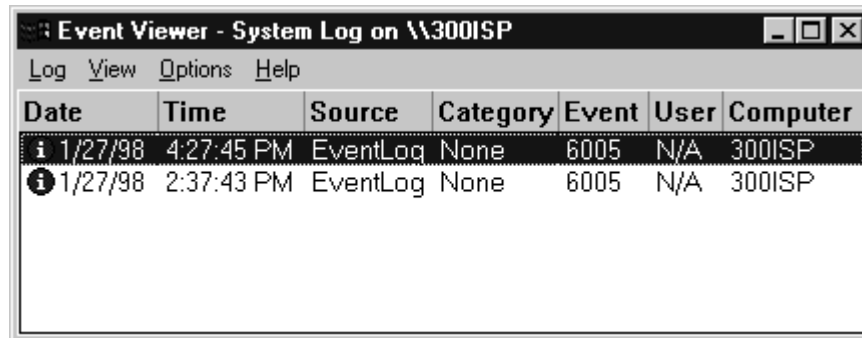 Event Viewer - System Log on \\300ISP
Log View Options Help
Date Time Source Category Event User Computer
1/27/98 4:27:45 PM EventLog None 6005 N/A 300ISP
1/27/98 2:37:43 PM EventLog None 6005 N/A 300ISP